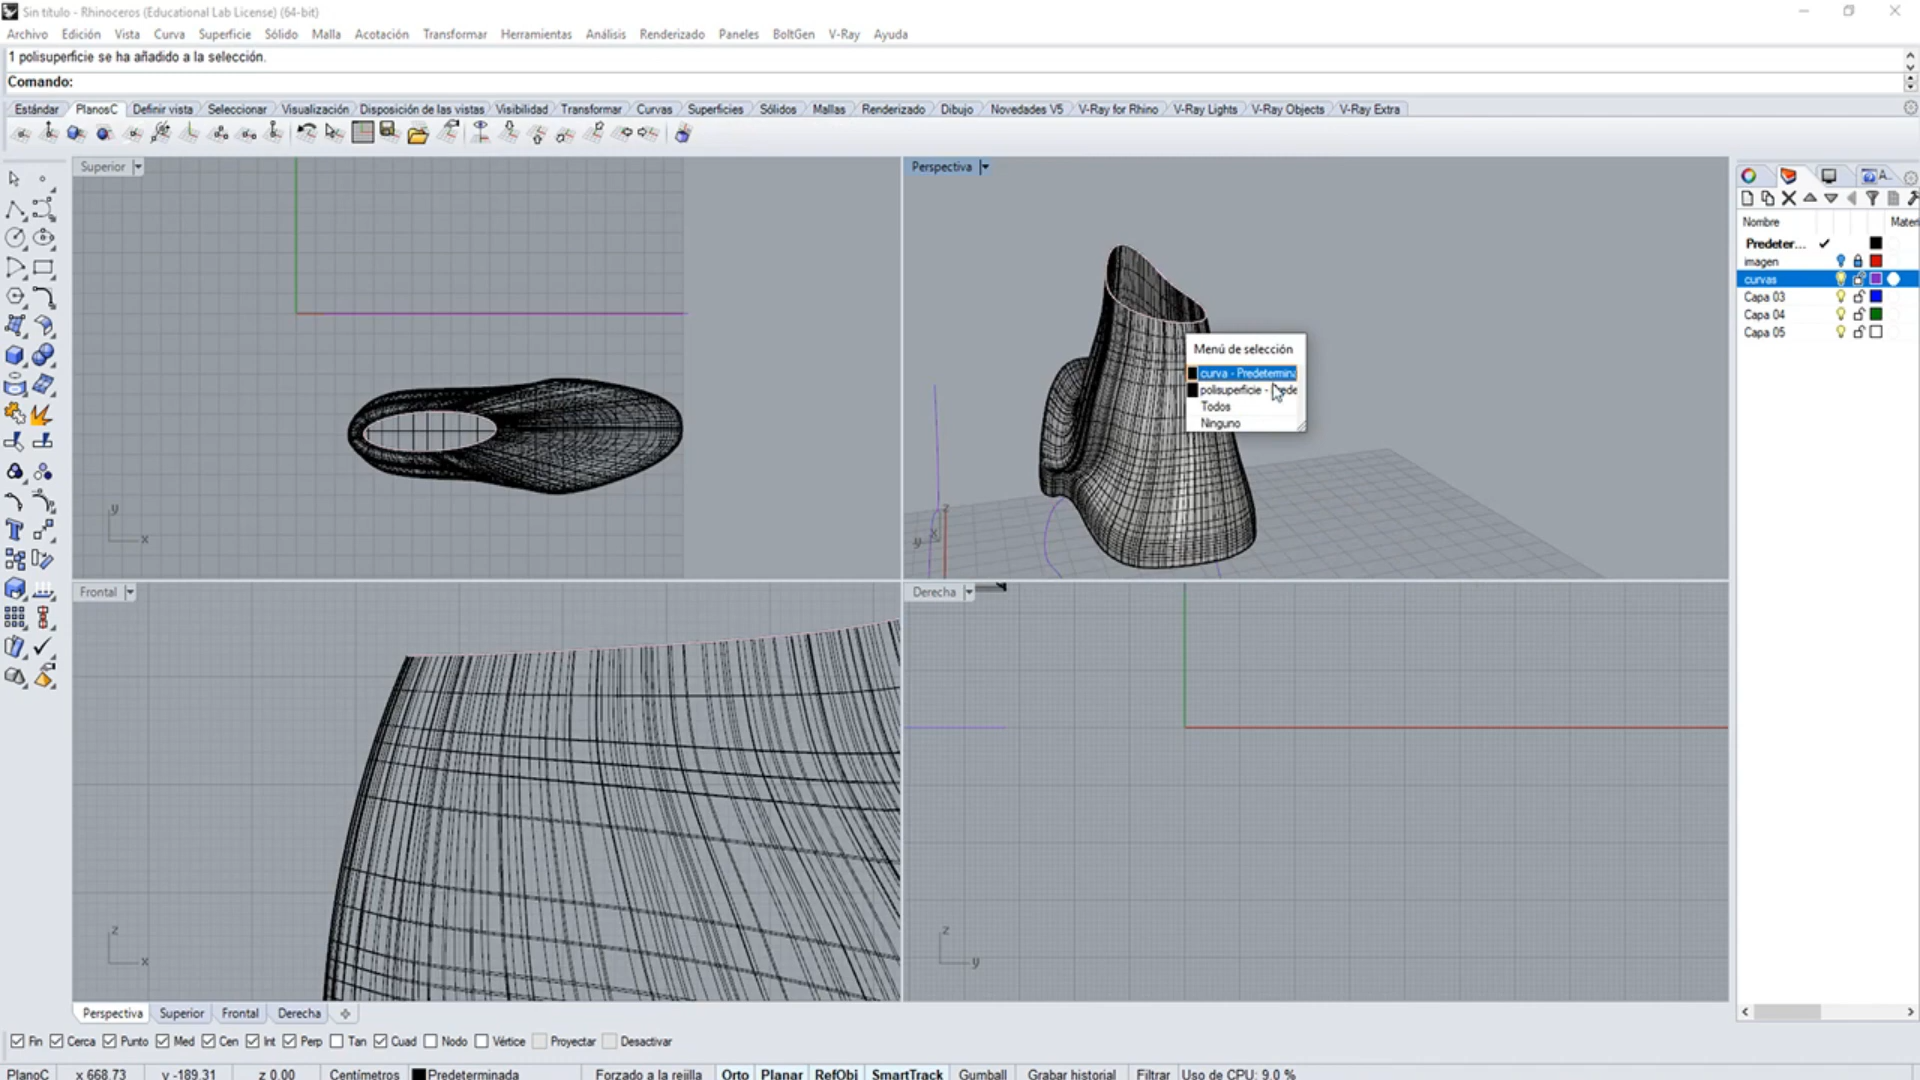 Sin título - Rhinoceros (Educational Lab License) (64-bit)
Archivo Edición Vista Curva Superficie Sólido Malla Acotación Transformar Herramientas Análisis Renderizado Paneles BoltGen V-Ray Ayuda
1 polisuperficie se ha añadido a la selección.
Comando:
Estándar PlanosC Definir vista Seleccionar Visualización Disposición de las vistas Visibilidad Transformar Curvas Superficies Sólidos Mallas Renderizado Dibujo Novedades V5 V-Ray for Rhino V-Ray Lights V-Ray Objects V-Ray Extra
Superior
Perspectiva
A...
Nombre Mater
Predeter...
imagen
curvas
Capa 03
Capa 04
Capa 05
Menú de selección
curva - Predetermina
polisuperficie - Prede
Todos
Ninguno
y
x
z
y x
Frontal
Derecha
z
x
z
y
Perspectiva Superior Frontal Derecha
Fin Cerca Punto Med Cen Int Perp Tan Cuad Nodo Vértice Proyectar Desactivar
PlanoC x 668.73 y -189.31 z 0.00 Centímetros Predeterminada Forzado a la rejilla Orto Planar RefObj SmartTrack Gumball Grabar historial Filtrar Uso de CPU: 9.0 %